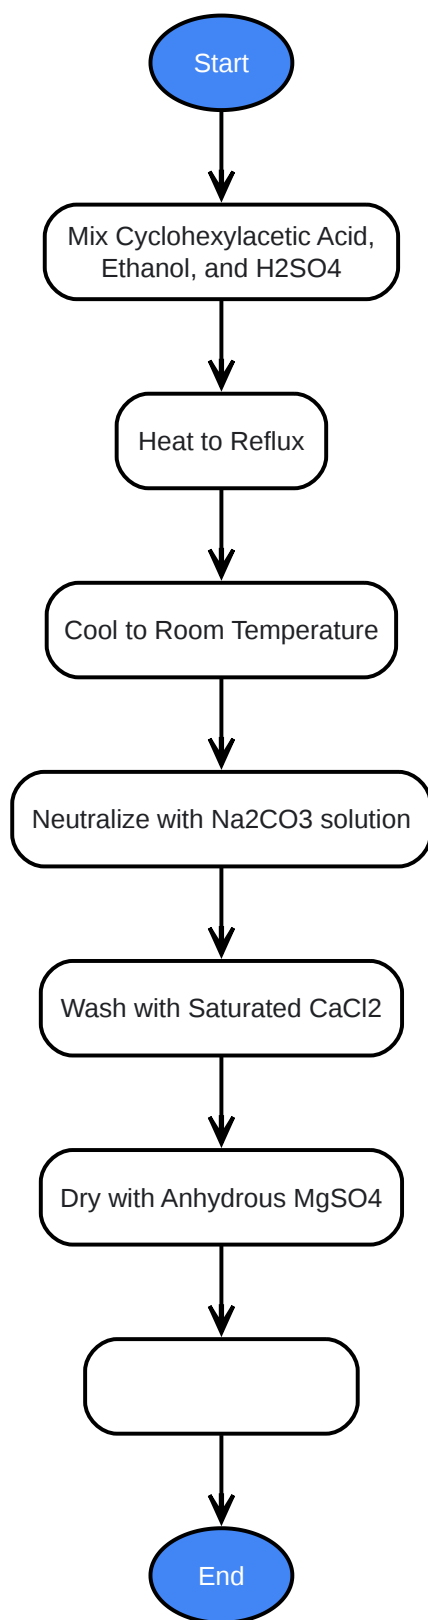 Start
Mix Cyclohexylacetic Acid,
Ethanol, and H2SO4
Heat to Reflux
Cool to Room Temperature
Neutralize with Na2CO3 solution
Wash with Saturated CaCl2
Dry with Anhydrous MgSO4
End